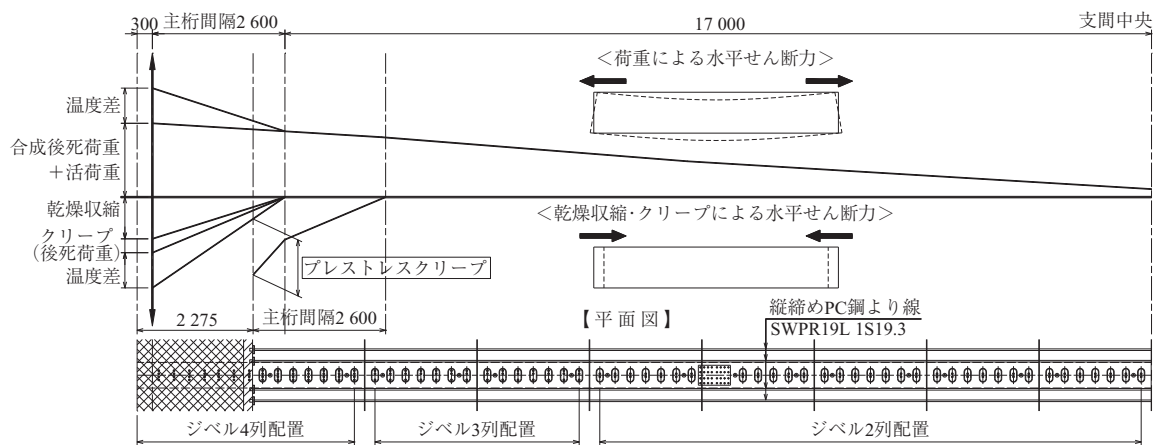 300
主桁間隔2 600
17 000
支間中央
＜荷重による水平せん断力＞
温度差
合成後死荷重
＋活荷重
乾燥収縮
クリープ
(後死荷重)
温度差
＜乾燥収縮･クリープによる水平せん断力＞
プレストレスクリープ
2 275
主桁間隔2 600
【 平 面 図 】
縦締めPC鋼より線
SWPR19L 1S19.3
ジベル4列配置
ジベル3列配置
ジベル2列配置